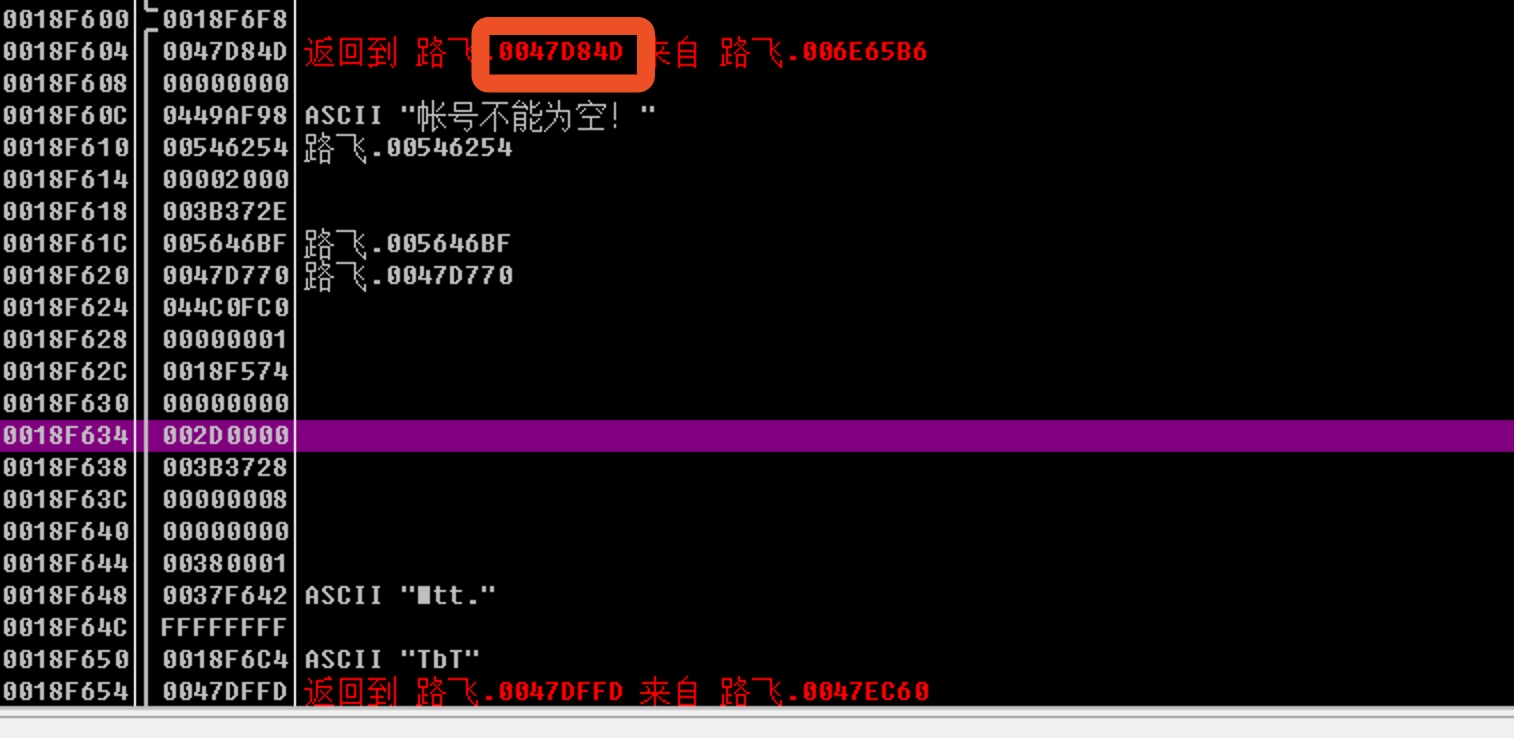 0018F600 0018F6F8
0018F604 0047D84D 返回到 路飞.0047D84D 来自 路飞.006E65B6
0018F608 00000000
0018F60C 0449AF98 ASCII "帐号不能为空！"
0018F610 00546254 路飞.00546254
0018F614 00002000
0018F618 003B372E
0018F61C 005646BF 路飞.005646BF
0018F620 0047D770 路飞.0047D770
0018F624 044C0FC0
0018F628 00000001
0018F62C 0018F574
0018F630 00000000
0018F634 002D0000
0018F638 003B3728
0018F63C 00000008
0018F640 00000000
0018F644 00380001
0018F648 0037F642 ASCII "■tt."
0018F64C FFFFFFFF
0018F650 0018F6C4 ASCII "TbT"
0018F654 0047DFFD 返回到 路飞.0047DFFD 来自 路飞.0047EC60